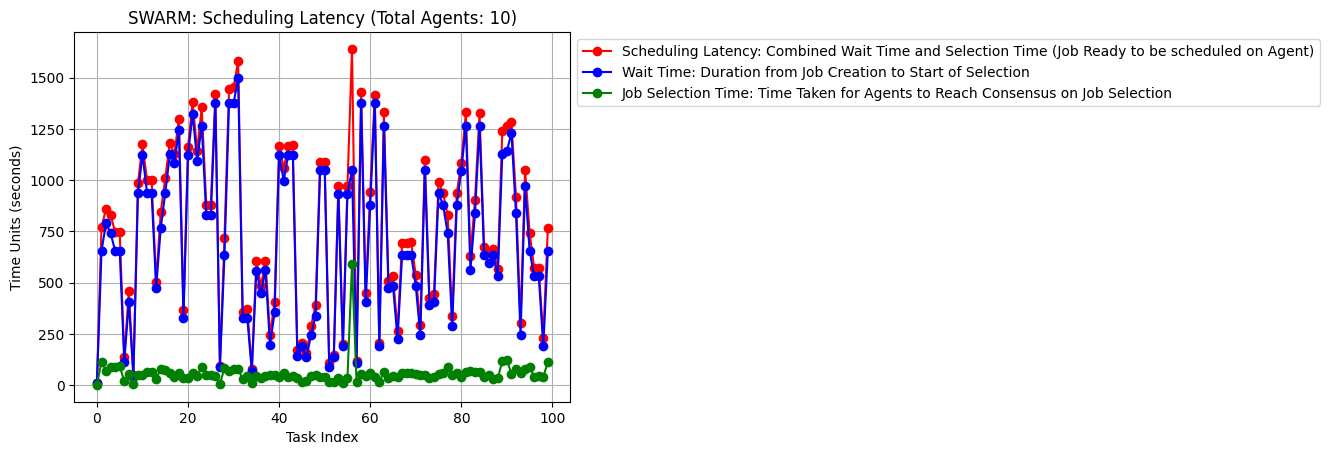 SWARM: Scheduling Latency (Total Agents: 10)
Scheduling Latency: Combined Wait Time and Selection Time (Job Ready to be scheduled on Agent)
Wait Time: Duration from Job Creation to Start of Selection
Job Selection Time: Time Taken for Agents to Reach Consensus on Job Selection
Time Units (seconds)
1500
1250
1000
750
500
250
0
0 20 40 60 80 100
Task Index